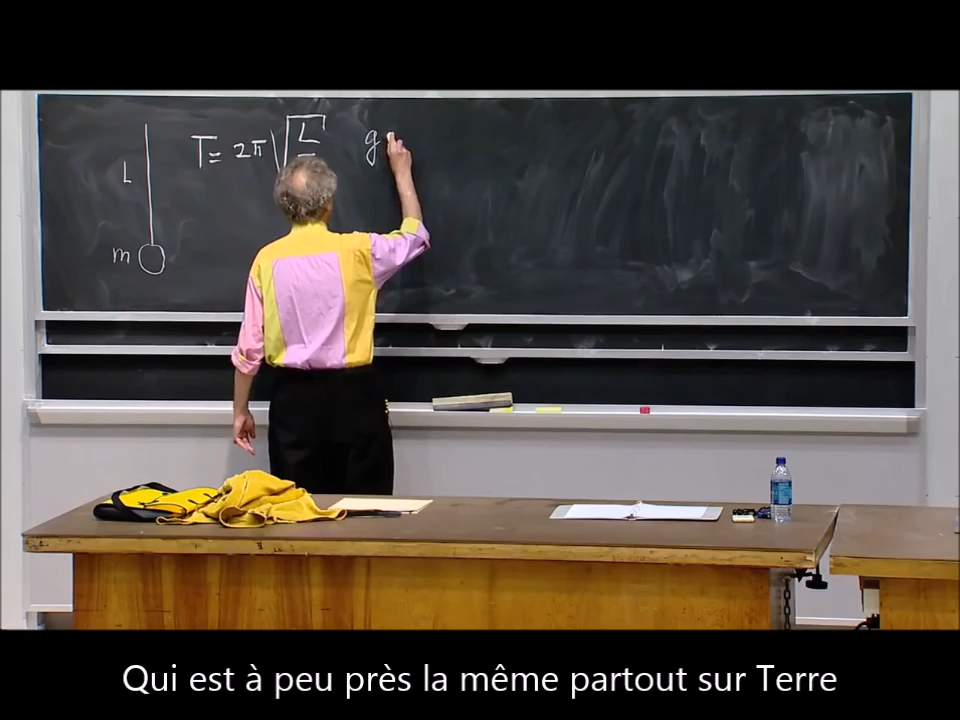 T = 2π √L
g
L
m
Qui est à peu près la même partout sur Terre